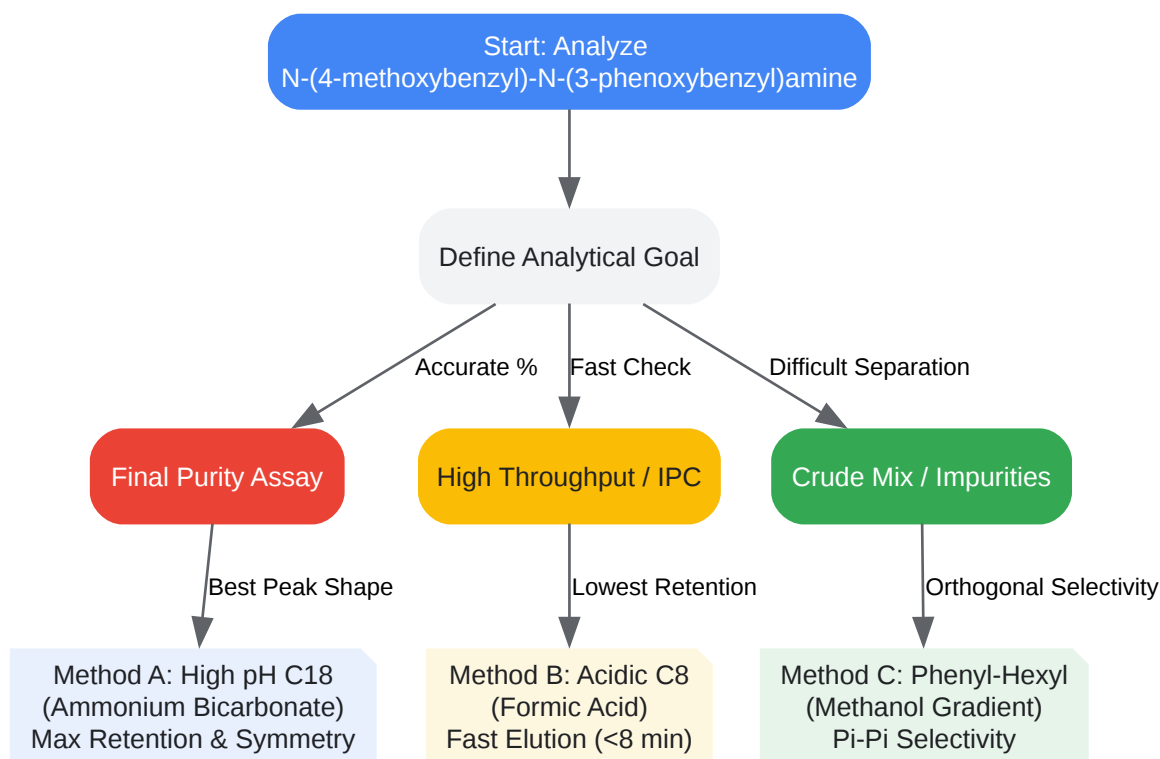 Start: Analyze
N-(4-methoxybenzyl)-N-(3-phenoxybenzyl)amine
Define Analytical Goal
Accurate %
Fast Check
Difficult Separation
Final Purity Assay
High Throughput / IPC
Crude Mix / Impurities
Best Peak Shape
Lowest Retention
Orthogonal Selectivity
Method A: High pH C18
(Ammonium Bicarbonate)
Max Retention & Symmetry
Method B: Acidic C8
(Formic Acid)
Fast Elution (<8 min)
Method C: Phenyl-Hexyl
(Methanol Gradient)
Pi-Pi Selectivity